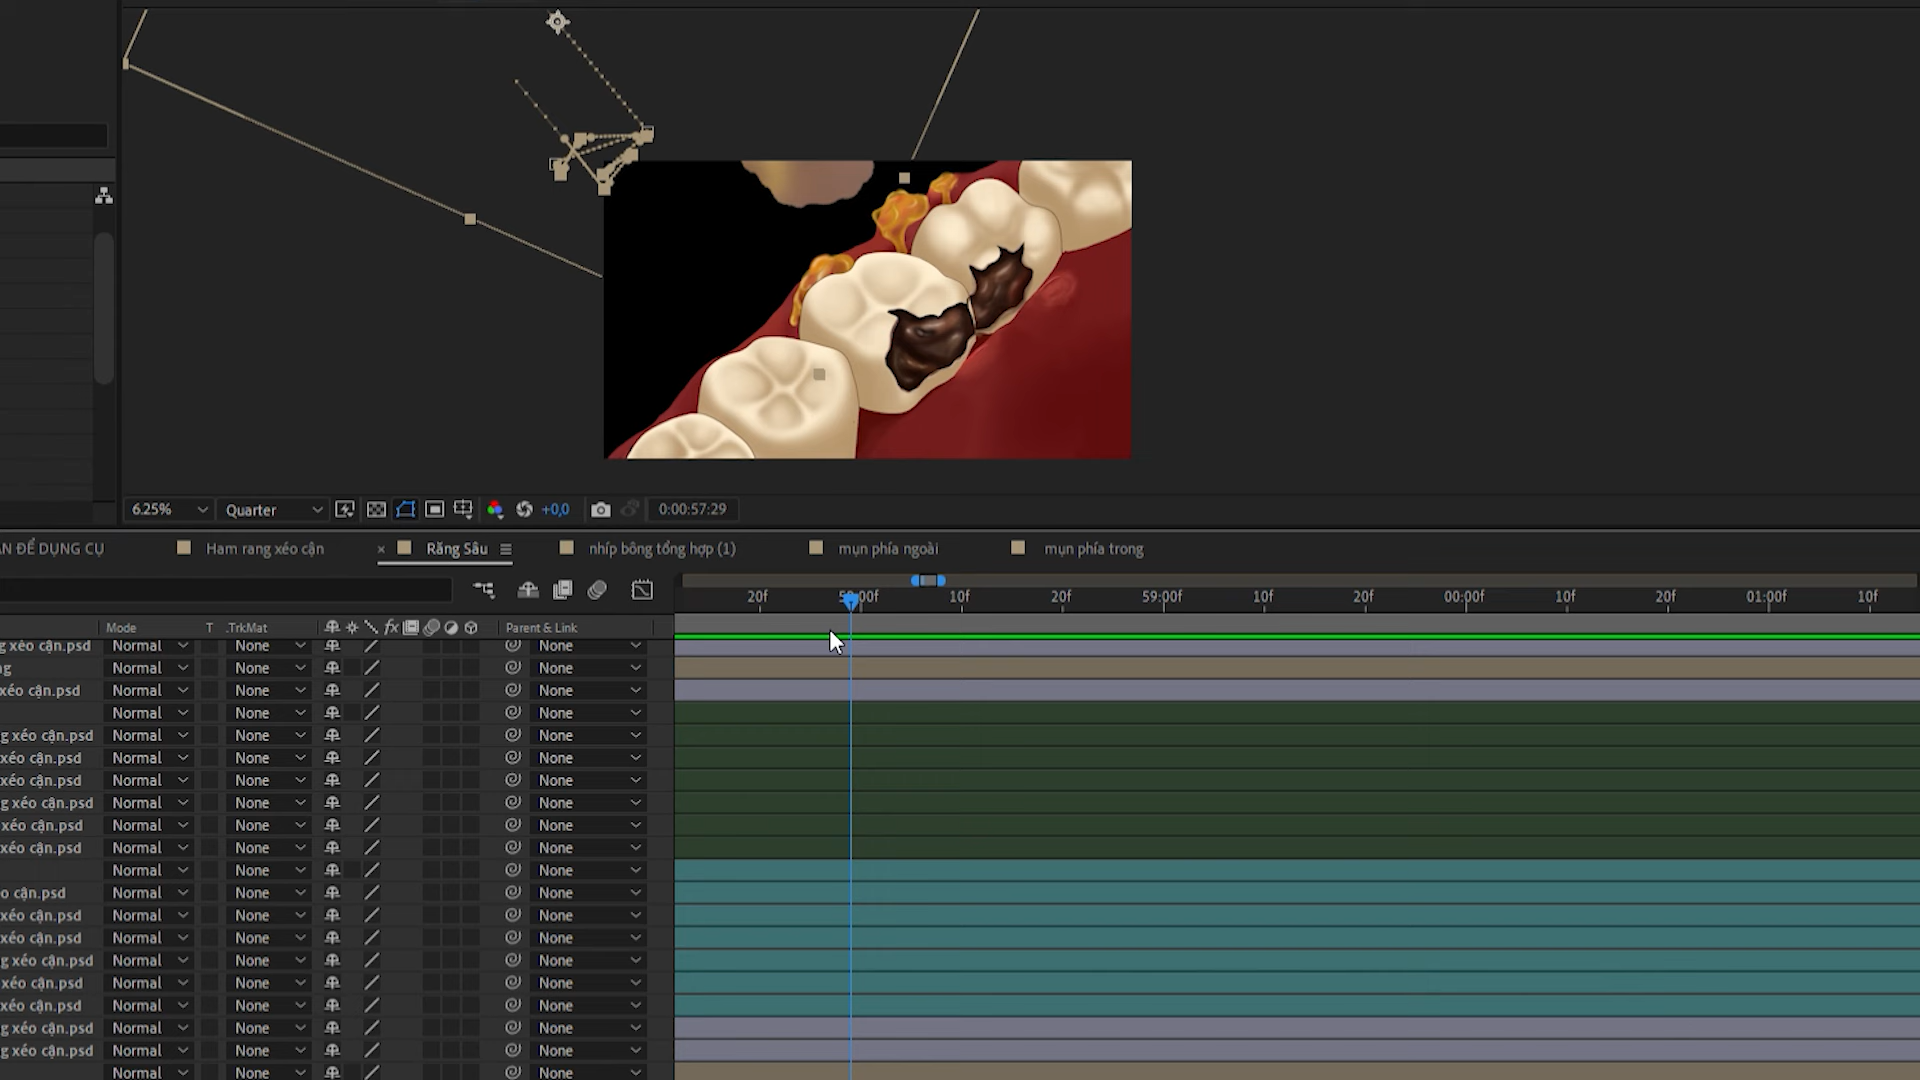 6.25% Quarter +0,0 0:00:57:29
ẦN ĐỂ DỤNG CỤ Ham rang xéo cận × Răng Sâu nhíp bông tổng hợp (1) mụn phía ngoài mụn phía trong
20f 10f 20f 59:00f 10f 20f 00:00f 10f 20f 01:00f 10f
Mode T .TrkMat fx Parent & Link
g xèo cận.psd Normal None None
ng Normal None None
xéo cận.psd Normal None None
Normal None None
g xéo cận.psd Normal None None
xéo cận.psd Normal None None
xéo cận.psd Normal None None
g xéo cận.psd Normal None None
xéo cận.psd Normal None None
xéo cận.psd Normal None None
Normal None None
o cận.psd Normal None None
xéo cận.psd Normal None None
xéo cận.psd Normal None None
g xéo cận.psd Normal None None
xéo cận.psd Normal None None
xéo cận.psd Normal None None
g xéo cận.psd Normal None None
g xéo cận.psd Normal None None
Normal None None